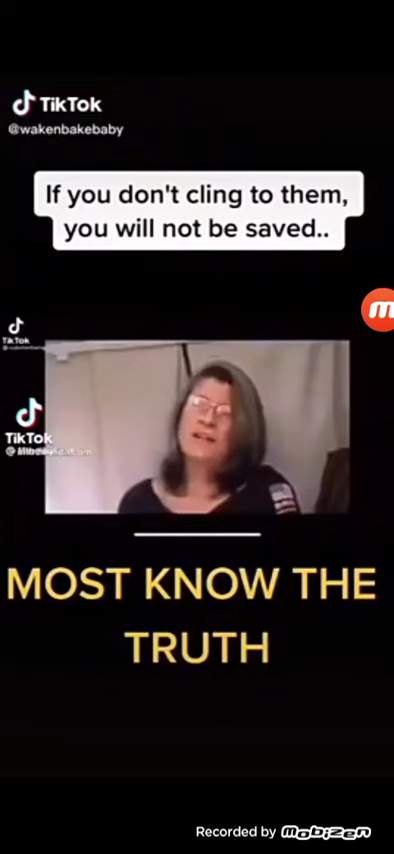 TikTok
@wakenbakebaby
If you don't cling to them,
you will not be saved..
TikTok
TikTok
MOST KNOW THE
TRUTH
Recorded by mobizen